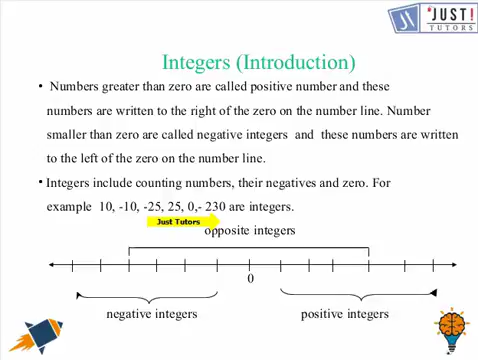 JUST!
TUTORS
Integers (Introduction)
• Numbers greater than zero are called positive number and these
numbers are written to the right of the zero on the number line. Number
smaller than zero are called negative integers and these numbers are written
to the left of the zero on the number line.
• Integers include counting numbers, their negatives and zero. For
example 10, -10, -25, 25, 0,- 230 are integers.
Just Tutors
opposite integers
0
negative integers positive integers